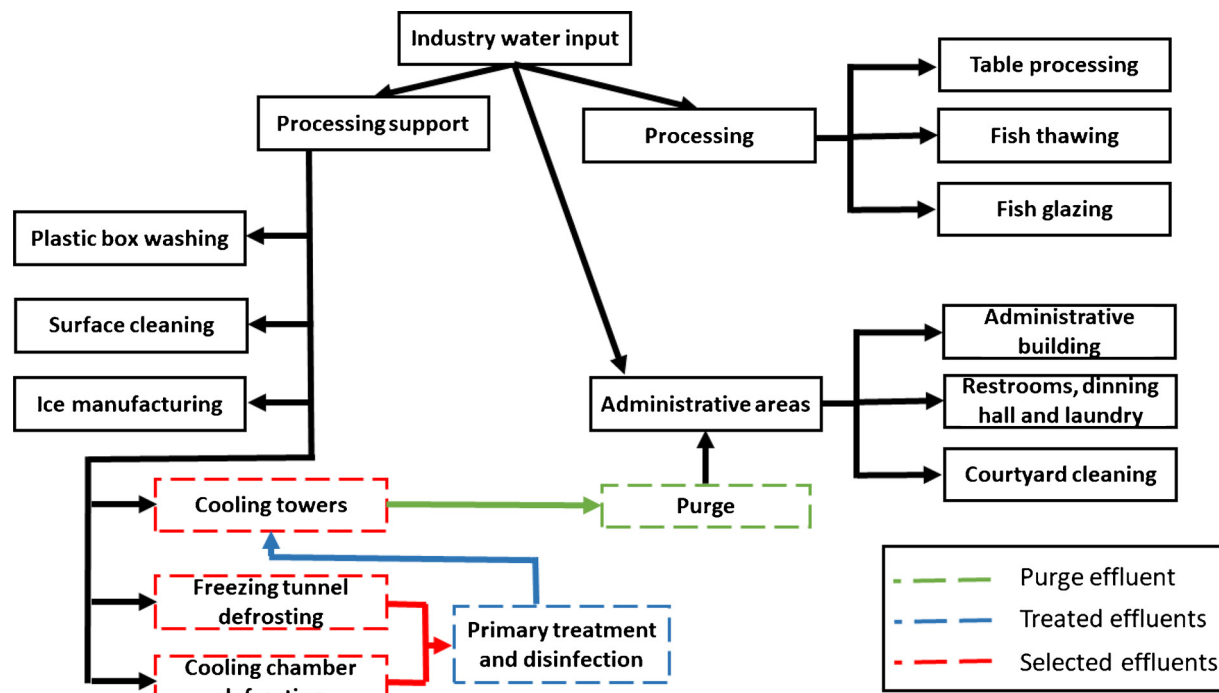 Industry water input
Processing support
Processing
Table processing
Fish thawing
Fish glazing
Plastic box washing
Surface cleaning
Ice manufacturing
Administrative areas
Administrative
building
Restrooms, dinning
hall and laundry
Courtyard cleaning
Cooling towers
Purge
Freezing tunnel
defrosting
Primary treatment
and disinfection
Cooling chamber
Purge effluent
Treated effluents
Selected effluents